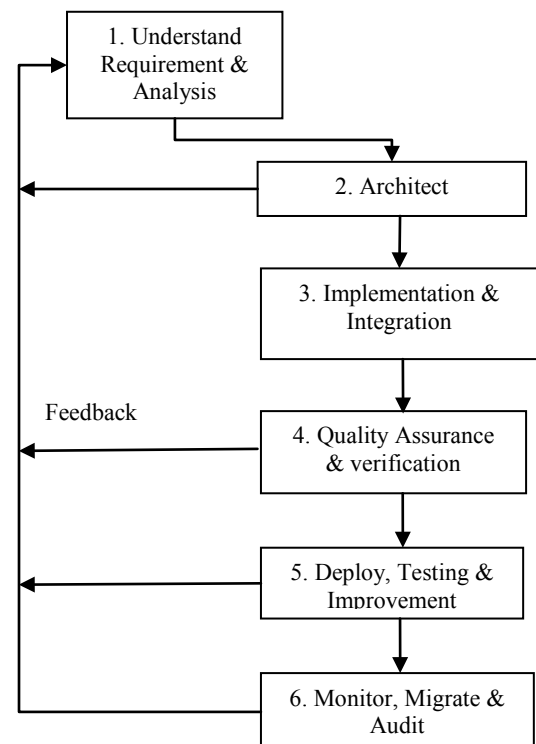 1. Understand
Requirement &
Analysis
2. Architect
3. Implementation &
Integration
Feedback
4. Quality Assurance
& verification
5. Deploy, Testing &
Improvement
6. Monitor, Migrate &
Audit